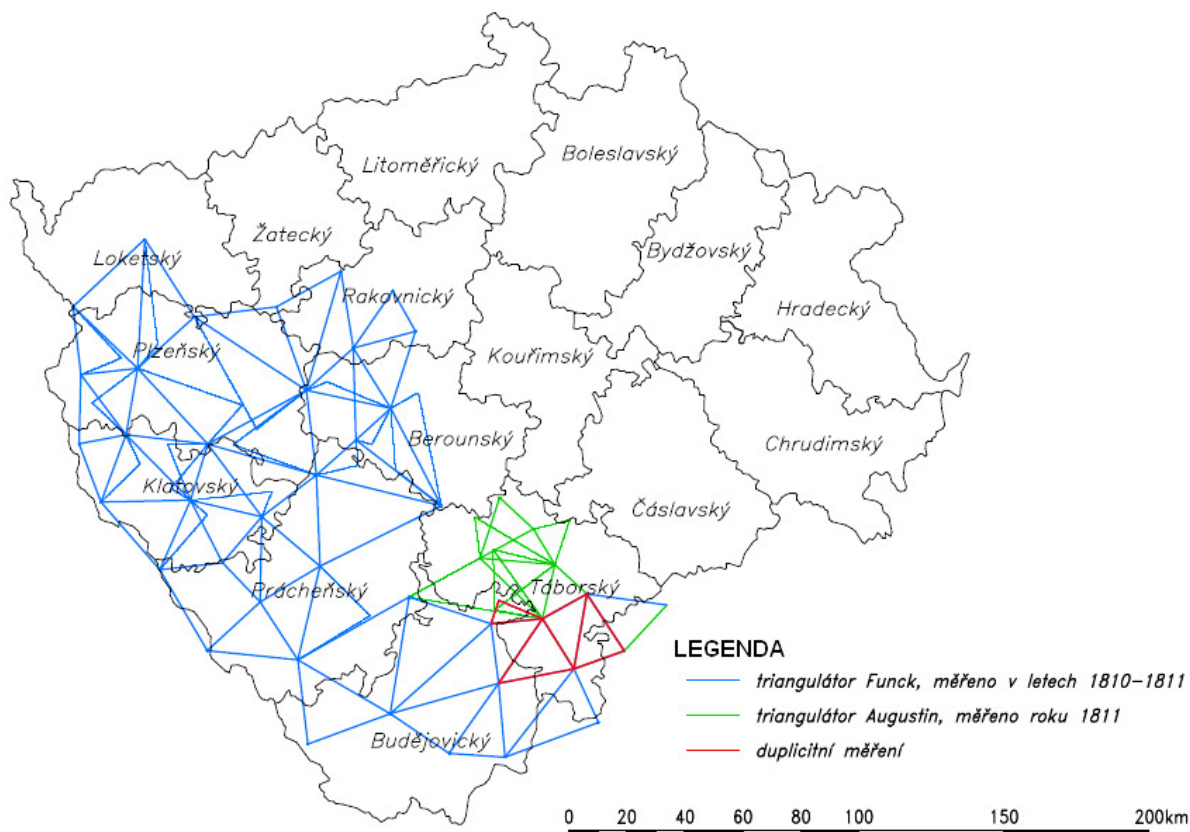 Litoměřický
Boleslavský
Žatecký
Loketský
Bydžovský
Rakovnický
Hradecký
Plzeňský
Kouřimský
Berounský
Chrudimský
Klatovský
Čáslavský
Prácheňský
Táborský
Budějovický
LEGENDA
triangulátor Funck, měřeno v letech 1810-1811
triangulátor Augustin, měřeno roku 1811
duplicitní měření
0 20 40 60 80 100 150 200km